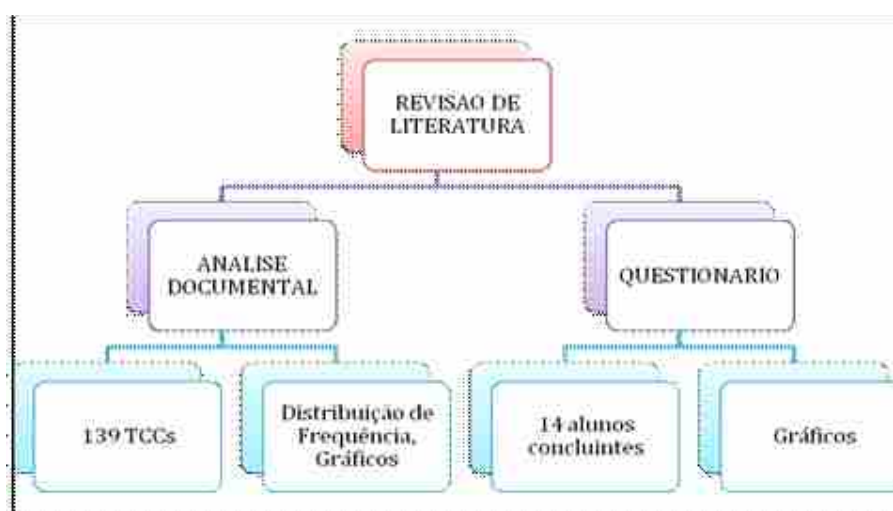 REVISAO DE
LITERATURA
ANALISE
DOCUMENTAL
QUESTIONARIO
139 TCCs
Distribuição de
Frequência,
Gráficos
14 alunos
concluintes
Gráficos